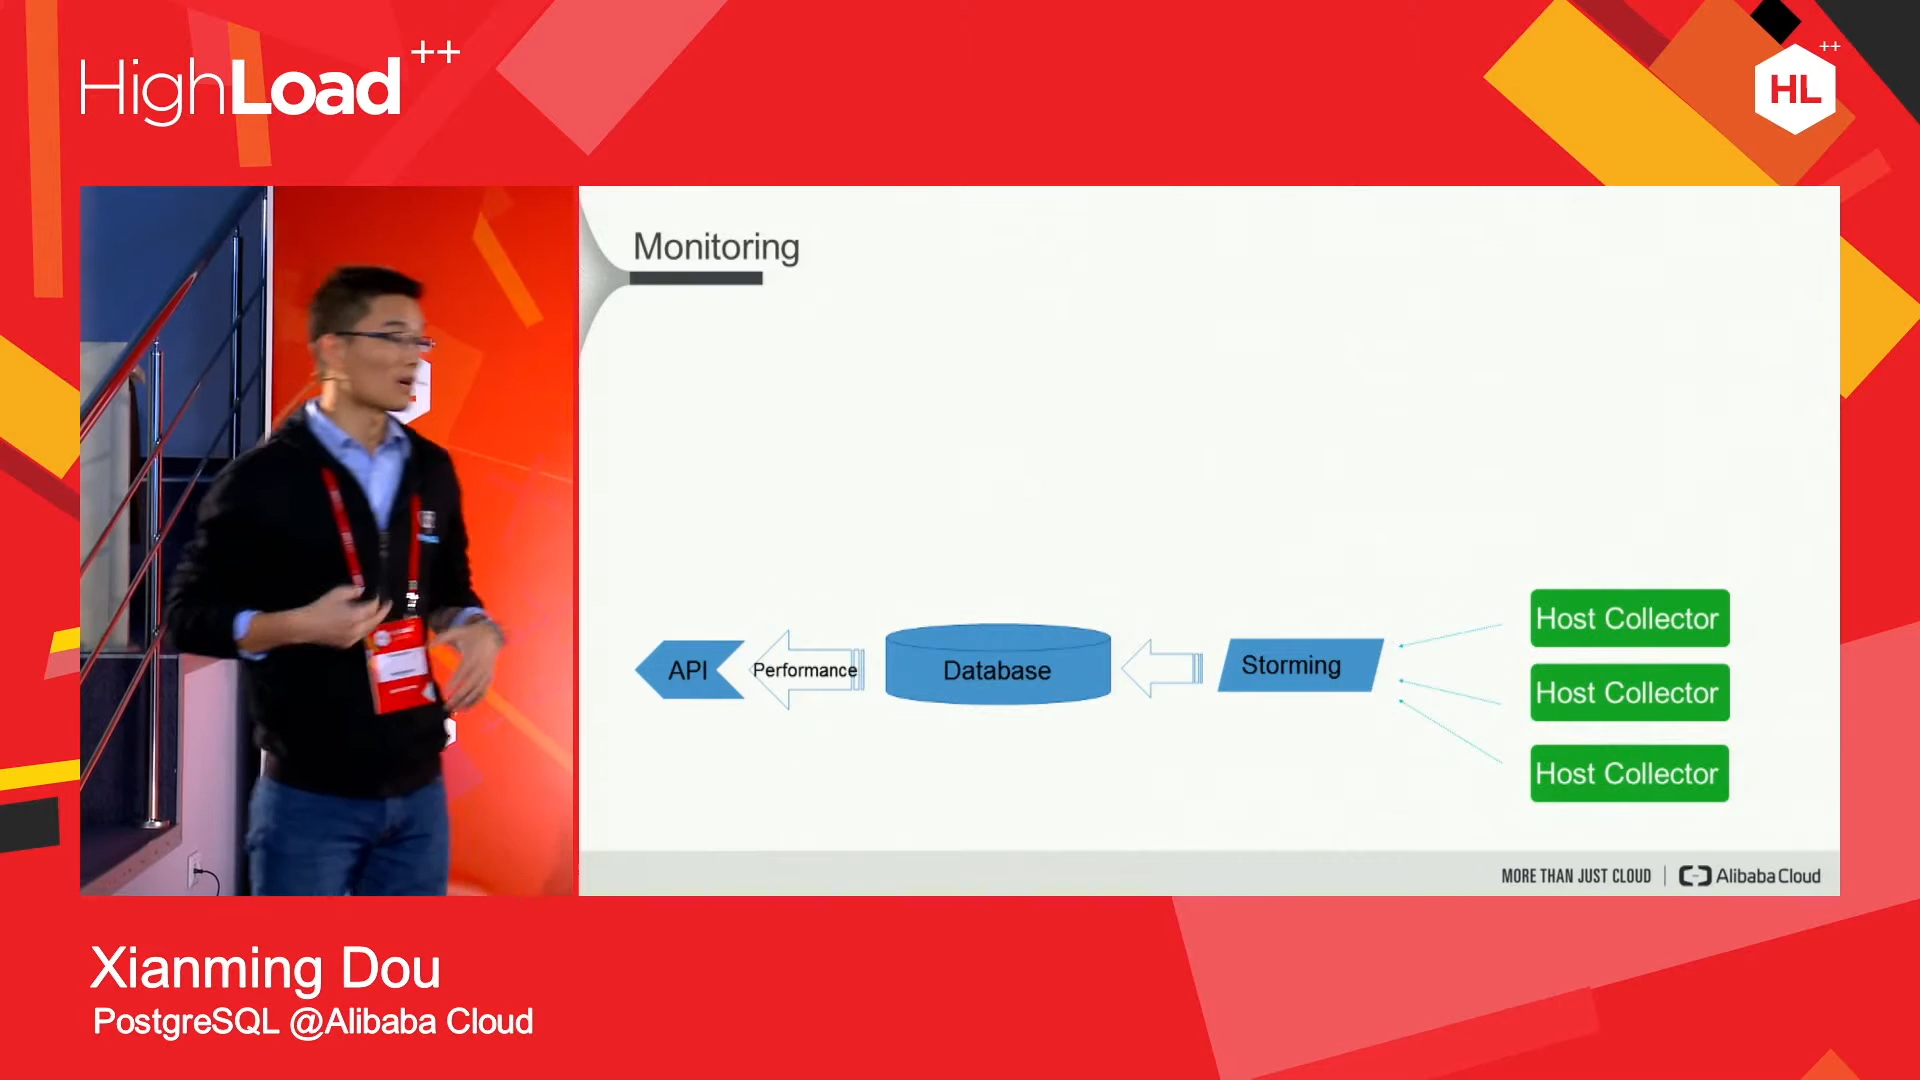 HighLoad++
HL++
Monitoring
API
Performance
Database
Storming
Host Collector
Host Collector
Host Collector
MORE THAN JUST CLOUD
Alibaba Cloud
Xianming Dou
PostgreSQL @Alibaba Cloud